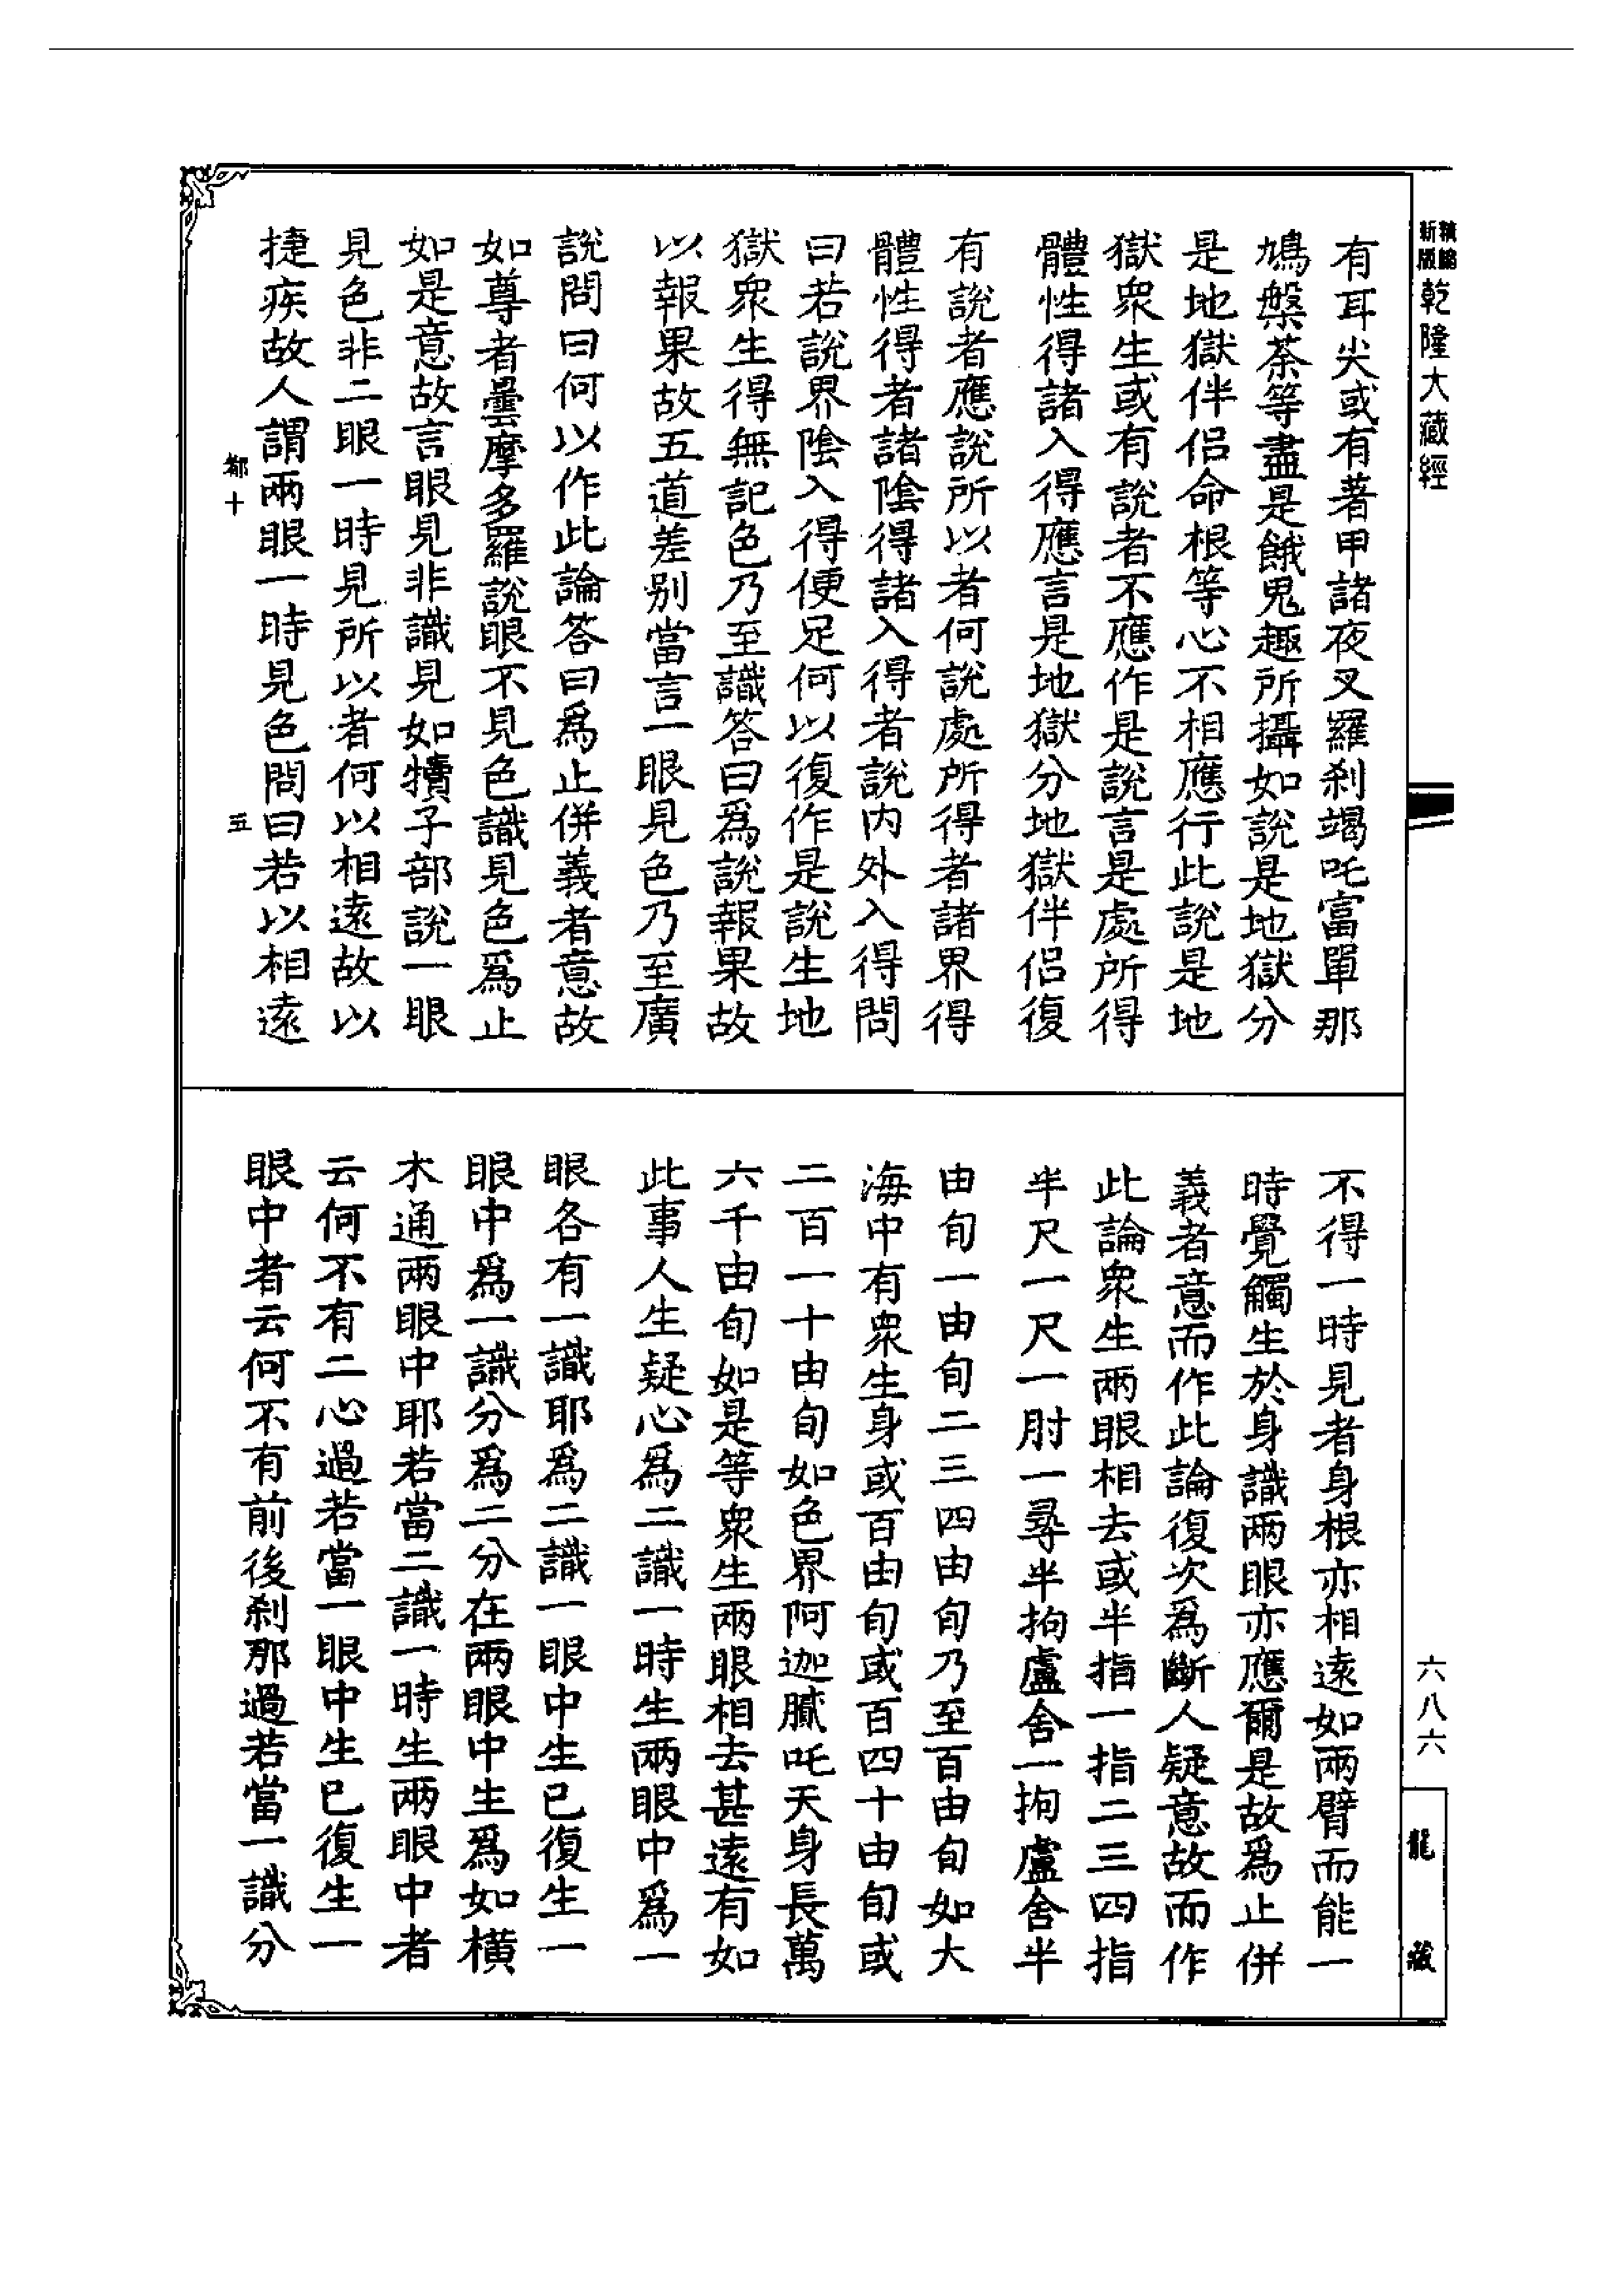 新版
精縮
乾隆大藏經
六八六
龍藏
有耳尖或有著甲諸夜叉羅剎竭吒富單那
鳩槃荼等盡是餓鬼趣所攝如說是地獄分
是地獄伴侶命根等心不相應行此說是地
獄衆生或有說者不應作是說言是處所得
體性得諸入得應言是地獄分地獄伴侶復
有說者應說所以者何說處所得者諸界得
體性得者諸陰得諸入得者說内外入得問
曰若說界陰入得便足何以復作是說生地
獄衆生得無記色乃至識答曰爲說報果故
以報果故五道差别當言一眼見色乃至廣
說問曰何以作此論答曰爲止併義者意故
如尊者曇摩多羅說眼不見色識見色爲止
如是意故言眼見非識見如犢子部說一眼
見色非二眼一時見所以者何以相遠故以
捷疾故人謂兩眼一時見色問曰若以相遠
鄁十
五
不得一時見者身根亦相遠如兩臂而能一
時覺觸生於身識兩眼亦應爾是故爲止併
義者意而作此論復次爲斷人疑意故而作
此論衆生兩眼相去或半指一指二三四指
半尺一尺一肘一尋半拘盧舍一拘盧舍半
由旬一由旬二三四由旬乃至百由旬如大
海中有衆生身或百由旬或百四十由旬或
二百一十由旬如色界阿迦膩吒天身長萬
六千由旬如是等衆生兩眼相去甚遠有如
此事人生疑心爲二識一時生兩眼中爲一
眼各有一識耶爲二識一眼中生已復生一
眼中爲一識分爲二分在兩眼中生爲如横
木通兩眼中耶若當二識一時生兩眼中者
云何不有二心過若當一眼中生已復生一
眼中者云何不有前後剎那過若當一識分